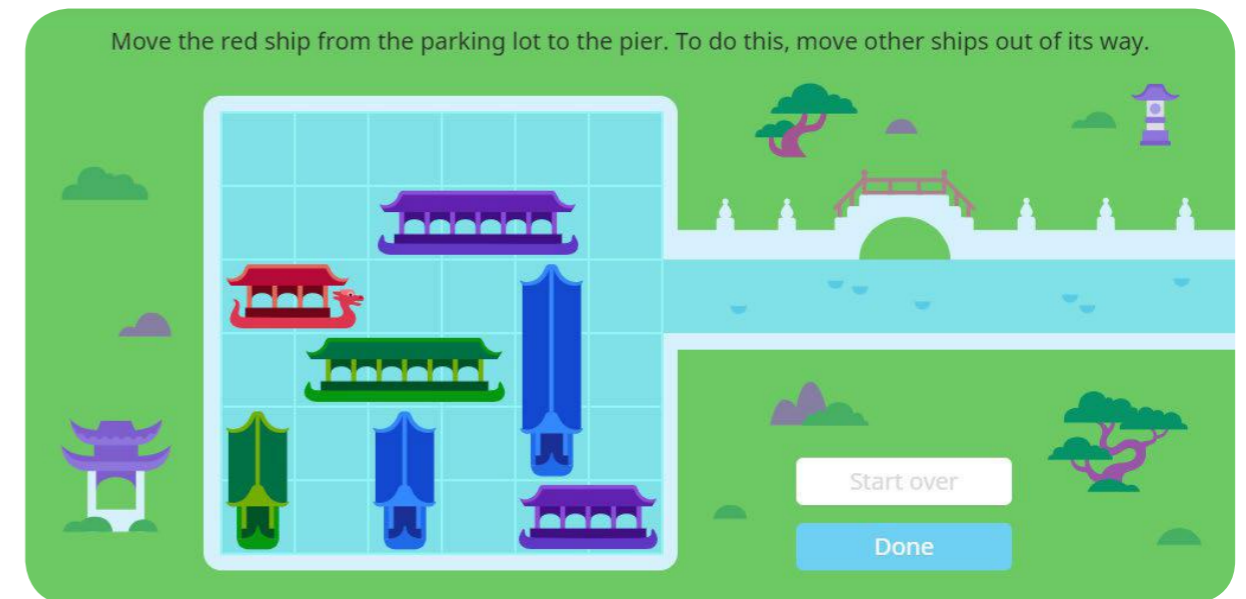 Move the red ship from the parking lot to the pier. To do this, move other ships out of its way.
Start over
Done